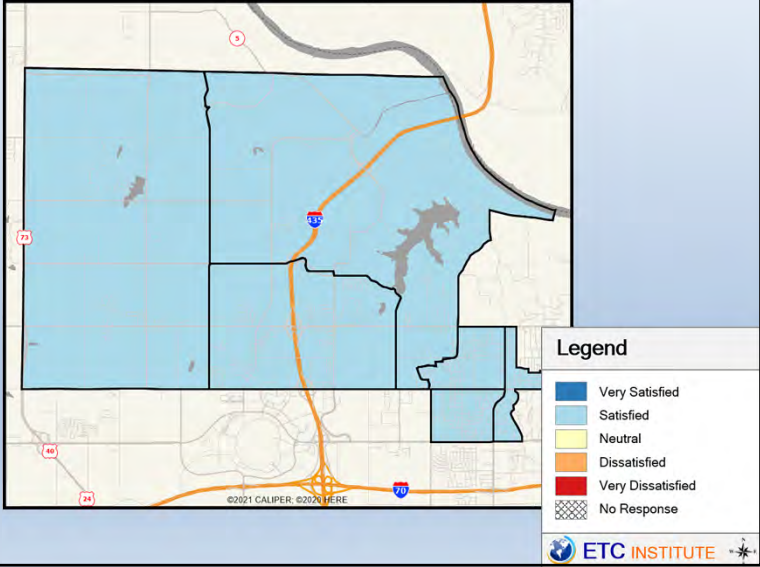 5
435
73
40
24
70
©2021 CALIPER; ©2020 HERE
Legend
Very Satisfied
Satisfied
Neutral
Dissatisfied
Very Dissatisfied
No Response
ETC INSTITUTE